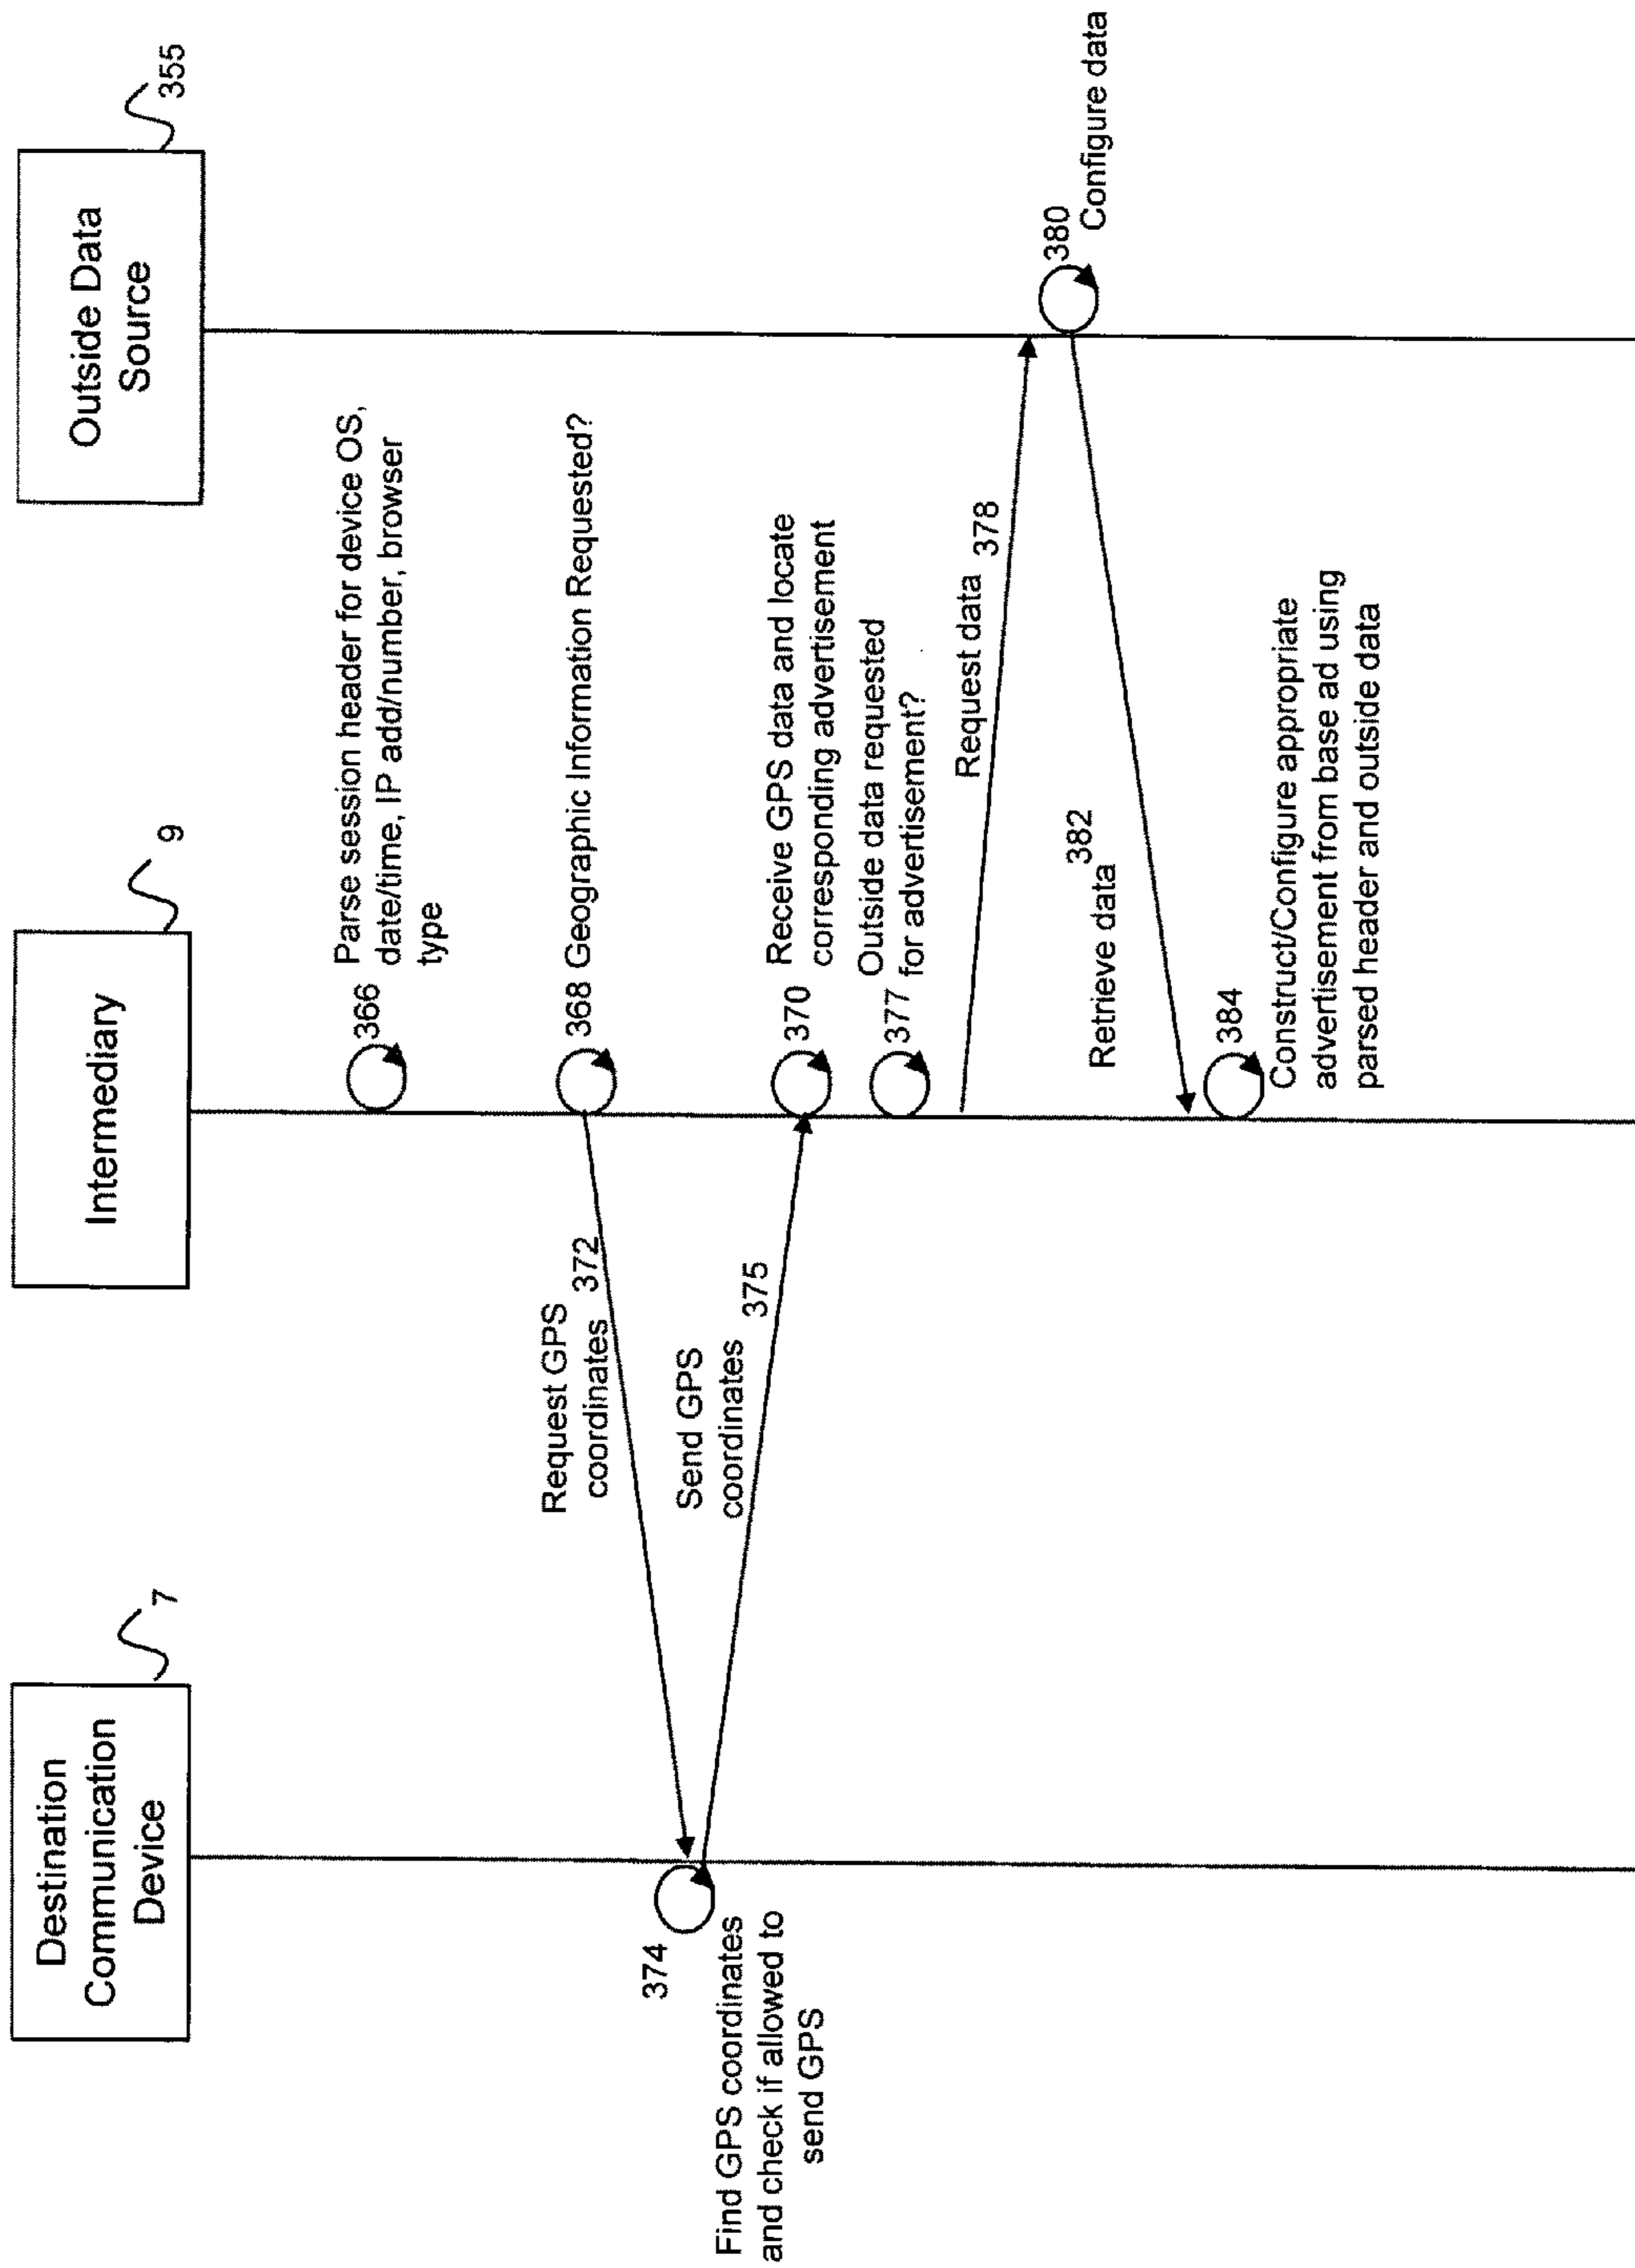 Destination
Communication
Device
7
Intermediary
9
Outside Data
Source
355
366
Parse session header for device OS,
date/time, IP add/number, browser
type
368 Geographic Information Requested?
Request GPS
coordinates 372
374
Find GPS coordinates
and check if allowed to
send GPS
Send GPS
coordinates 375
370
Receive GPS data and locate
corresponding advertisement
377
Outside data requested
for advertisement?
Request data 378
380
Configure data
382
Retrieve data
384
Construct/Configure appropriate
advertisement from base ad using
parsed header and outside data